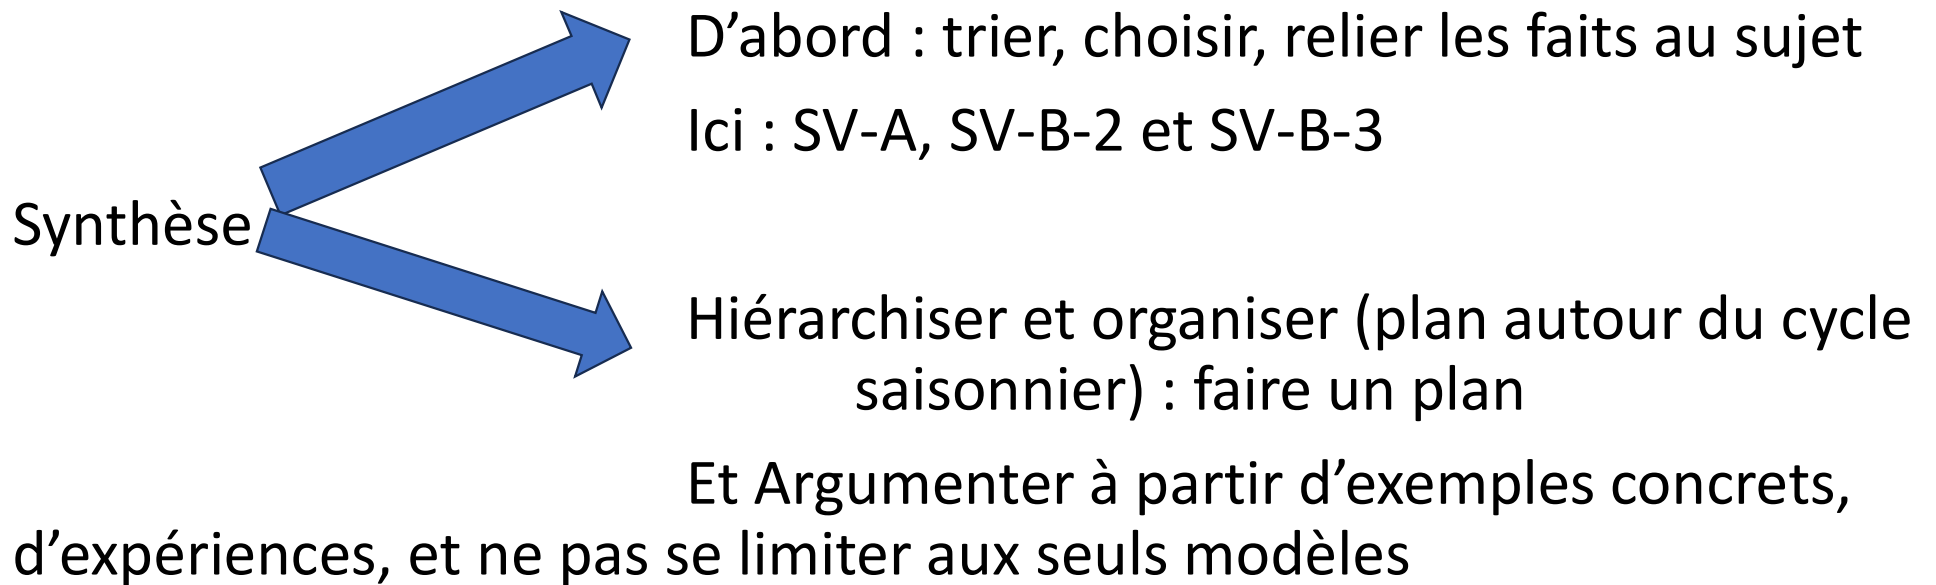 D’abord : trier, choisir, relier les faits au sujet
Ici : SV-A, SV-B-2 et SV-B-3
Synthèse
Hiérarchiser et organiser (plan autour du cycle
saisonnier) : faire un plan
Et Argumenter à partir d’exemples concrets,
d’expériences, et ne pas se limiter aux seuls modèles